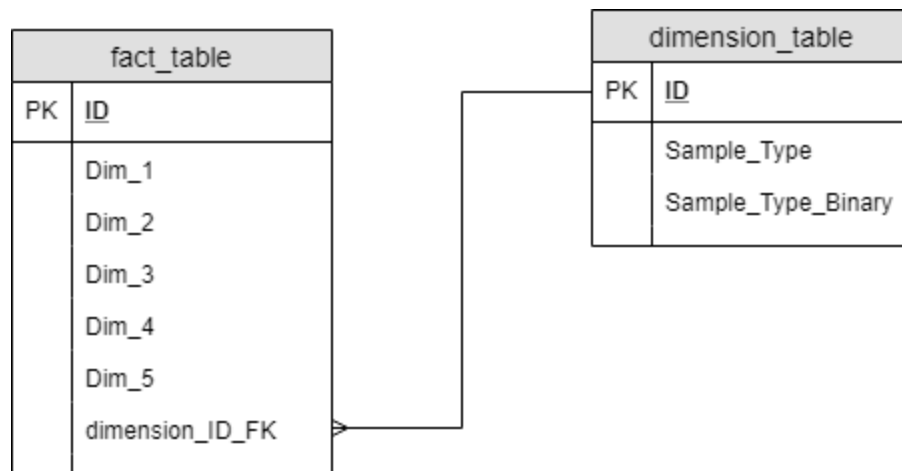 fact_table
PK ID
Dim_1
Dim_2
Dim_3
Dim_4
Dim_5
dimension_ID_FK
dimension_table
PK ID
Sample_Type
Sample_Type_Binary